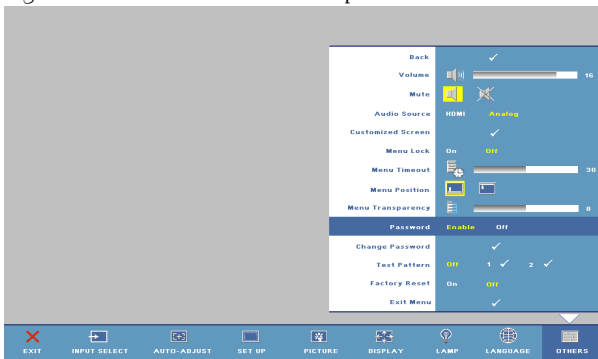 Back
Volume 16
Mute
Audio Source HDMI Analog
Customized Screen
Menu Lock On Off
Menu Timeout 30
Menu Position
Menu Transparency 8
Password Enable Off
Change Password
Test Pattern Off 1 2
Factory Reset On Off
Exit Menu
EXIT INPUT SELECT AUTO-ADJUST SET UP PICTURE DISPLAY LAMP LANGUAGE OTHERS